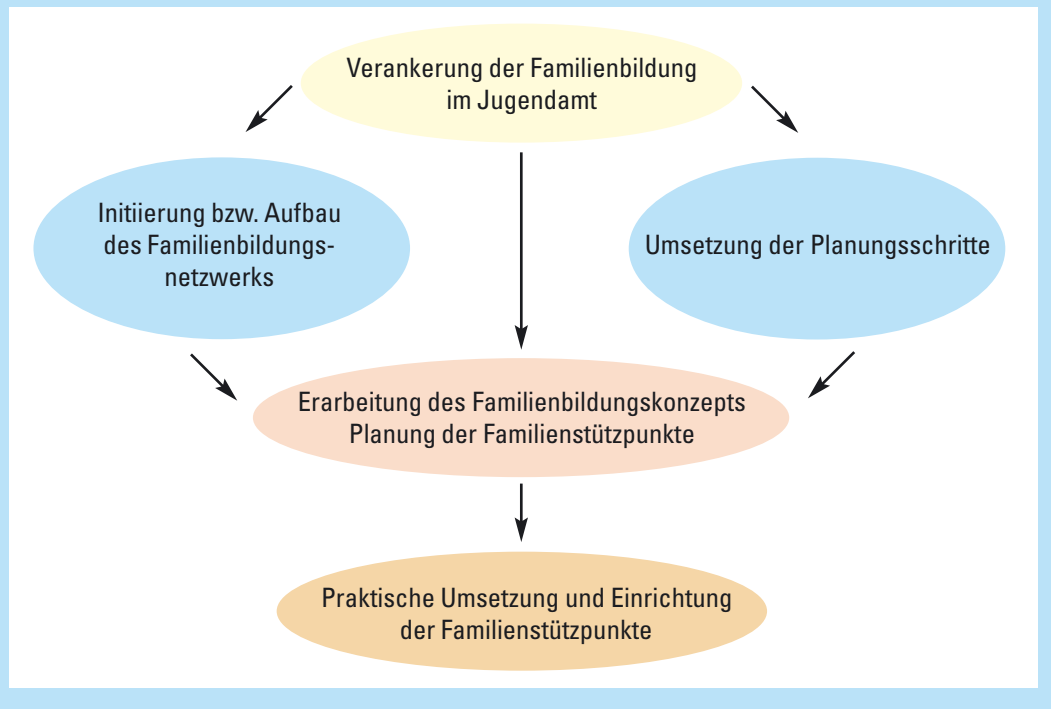 Verankerung der Familienbildung
im Jugendamt
Initiierung bzw. Aufbau
des Familienbildungs-
netzwerks
Umsetzung der Planungsschritte
Erarbeitung des Familienbildungskonzepts
Planung der Familienstützpunkte
Praktische Umsetzung und Einrichtung
der Familienstützpunkte